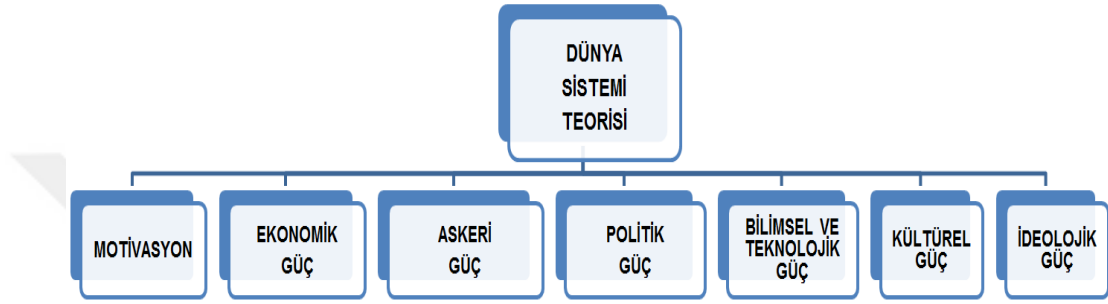 DÜNYA
SİSTEMİ
TEORİSİ
MOTİVASYON
EKONOMİK
GÜÇ
ASKERİ
GÜÇ
POLİTİK
GÜÇ
BİLİMSEL VE
TEKNOLOJİK
GÜÇ
KÜLTÜREL
GÜÇ
İDEOLOJİK
GÜÇ